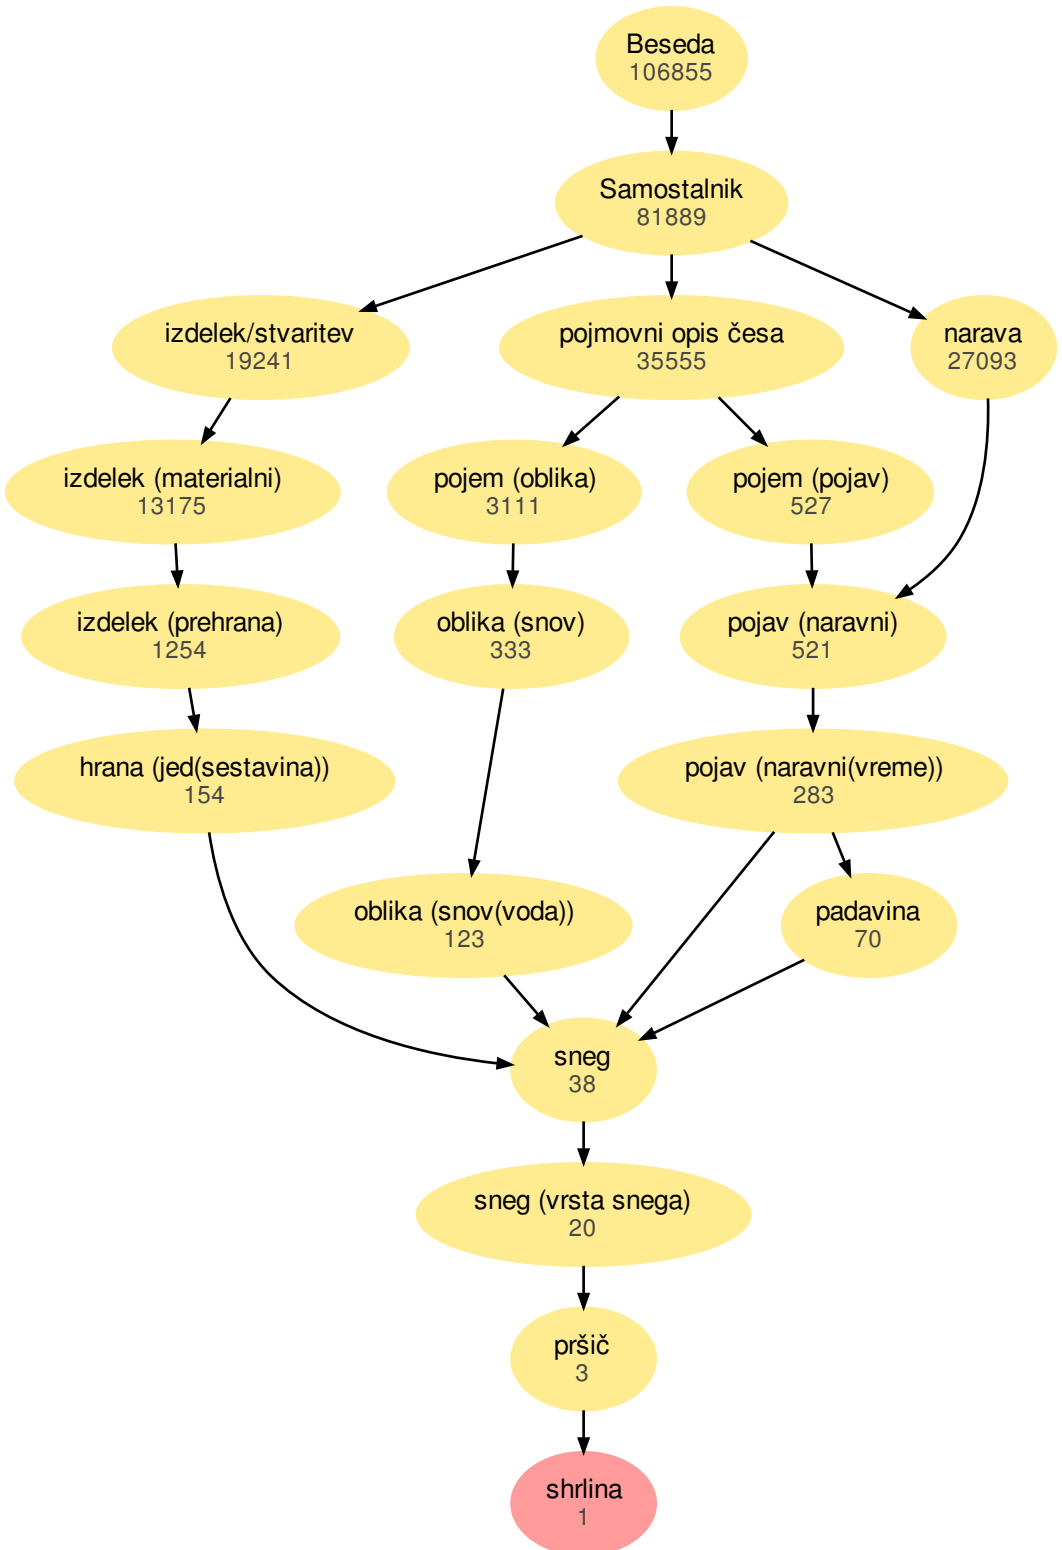 Beseda
106855
Samostalnik
81889
izdelek/stvaritev
19241
pojmovni opis česa
35555
narava
27093
izdelek (materialni)
13175
pojem (oblika)
3111
pojem (pojav)
527
izdelek (prehrana)
1254
oblika (snov)
333
pojav (naravni)
521
hrana (jed(sestavina))
154
pojav (naravni(vreme))
283
oblika (snov(voda))
123
padavina
70
sneg
38
sneg (vrsta snega)
20
pršič
3
shrlina
1